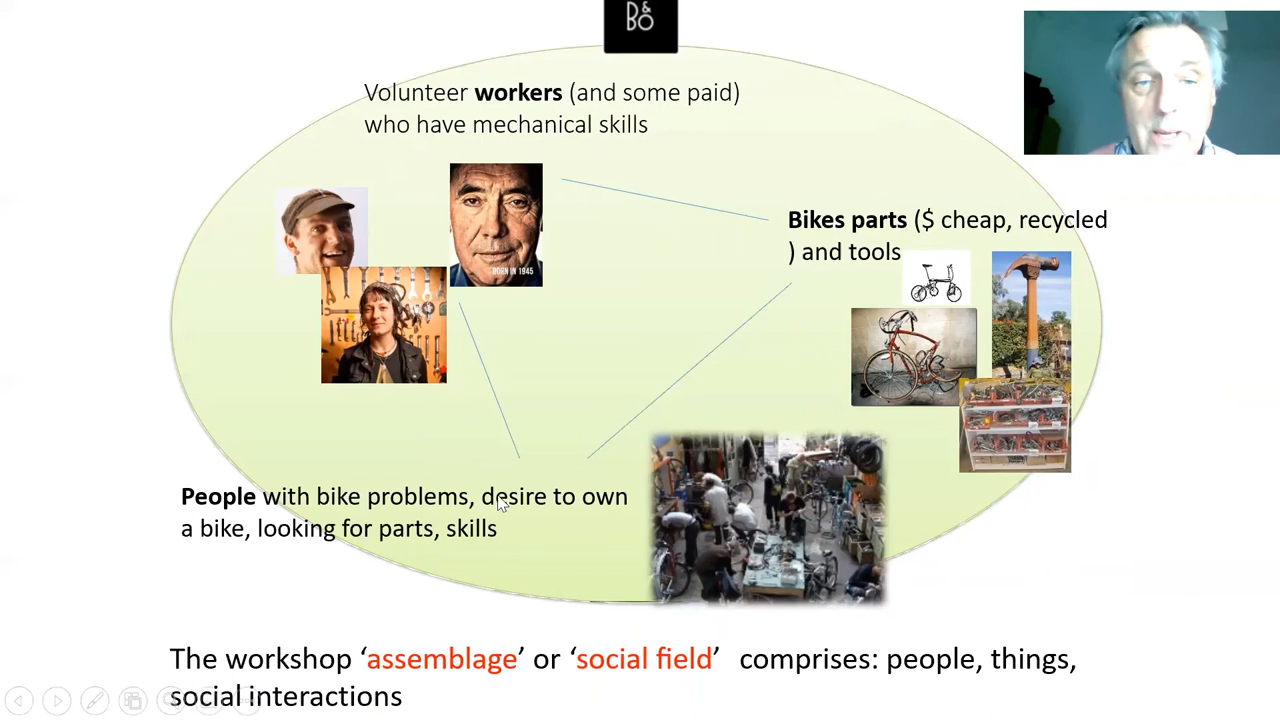 D&
BO
Volunteer workers (and some paid)
who have mechanical skills
BORN IN 1945
Bikes parts ($ cheap, recycled
) and tools
People with bike problems, desire to own
a bike, looking for parts, skills
The workshop ‘assemblage’ or ‘social field’ comprises: people, things,
social interactions